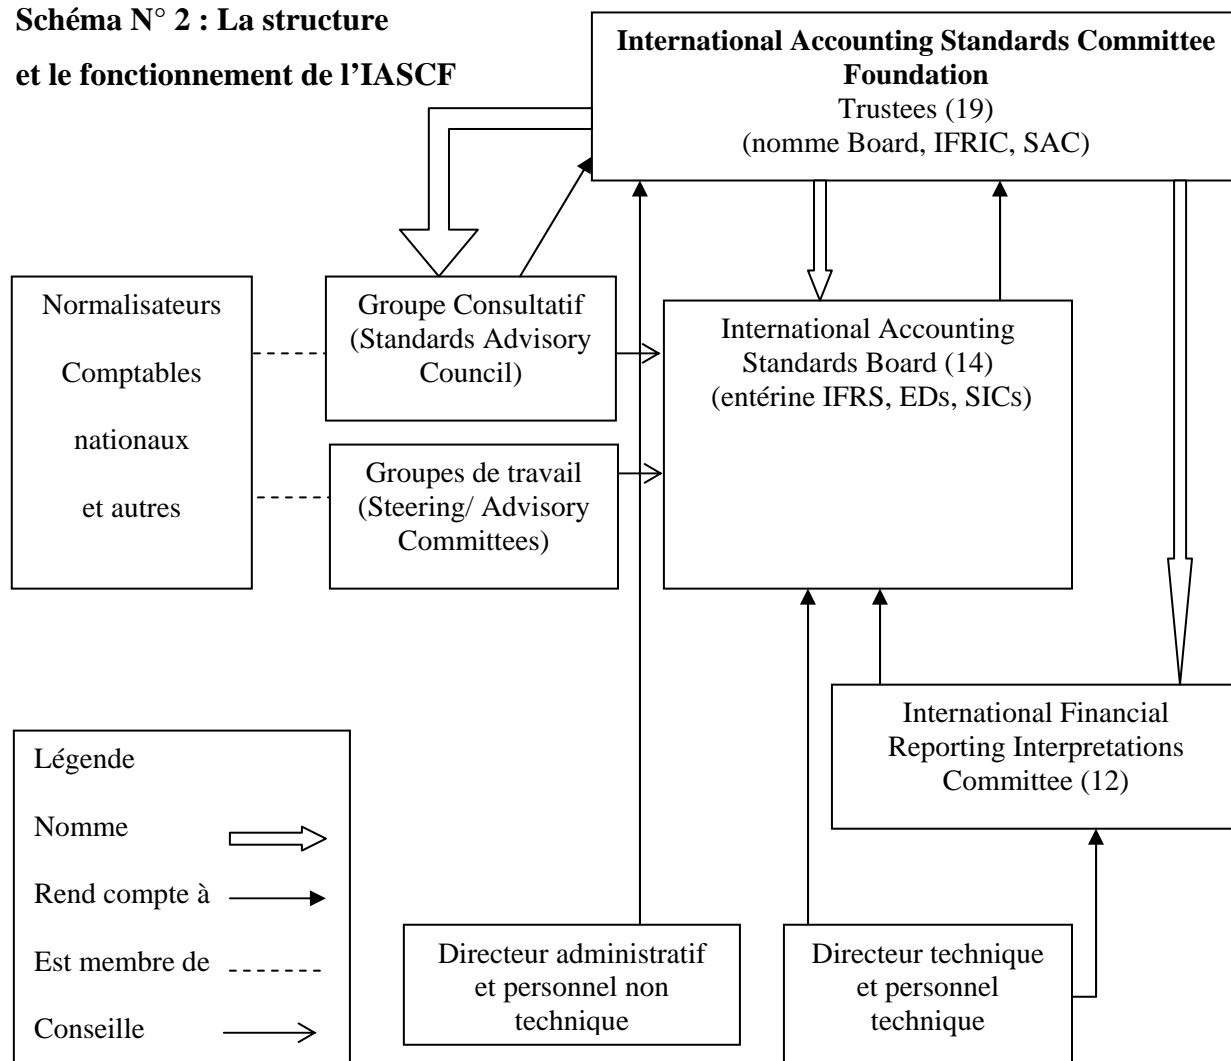 Schéma N° 2 : La structure
et le fonctionnement de l’IASCF
International Accounting Standards Committee
Foundation
Trustees (19)
(nomme Board, IFRIC, SAC)
Normalisateurs
Comptables
nationaux
et autres
Groupe Consultatif
(Standards Advisory
Council)
Groupes de travail
(Steering/ Advisory
Committees)
International Accounting
Standards Board (14)
(entérine IFRS, EDs, SICs)
International Financial
Reporting Interpretations
Committee (12)
Légende
Nomme
Rend compte à
Est membre de
Conseille
Directeur administratif
et personnel non
technique
Directeur technique
et personnel
technique